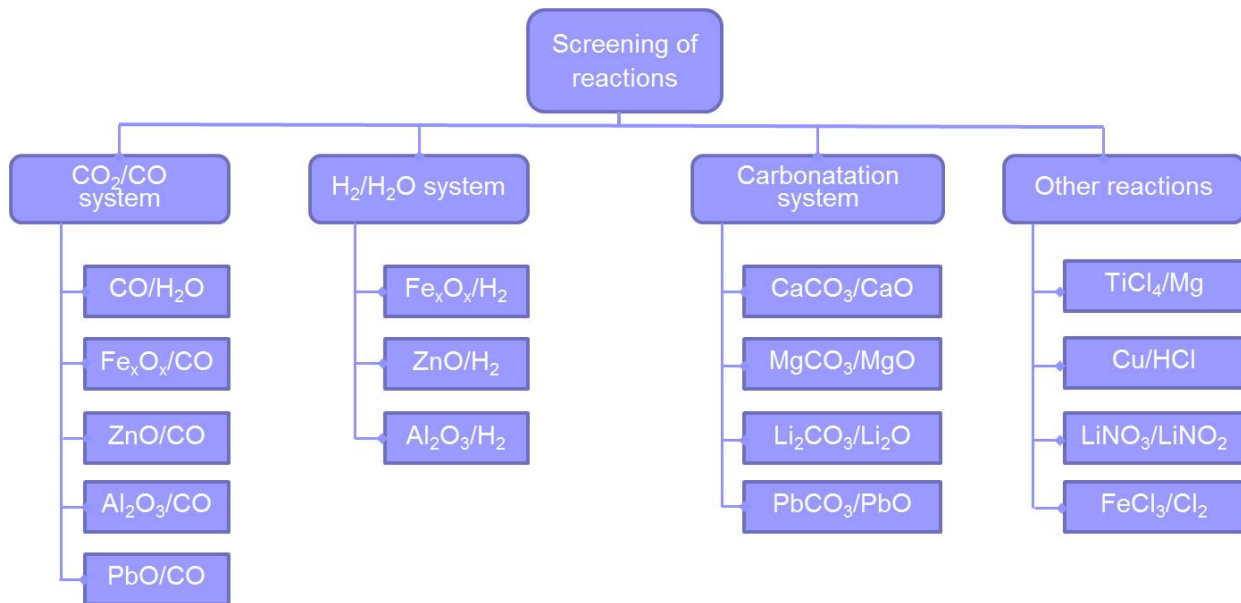 Screening of
reactions
CO₂/CO
system
CO/H₂O
FeₓOₓ/CO
ZnO/CO
Al₂O₃/CO
PbO/CO
H₂/H₂O system
FeₓOₓ/H₂
ZnO/H₂
Al₂O₃/H₂
Carbonatation
system
CaCO₃/CaO
MgCO₃/MgO
Li₂CO₃/Li₂O
PbCO₃/PbO
Other reactions
TiCl₄/Mg
Cu/HCl
LiNO₃/LiNO₂
FeCl₃/Cl₂